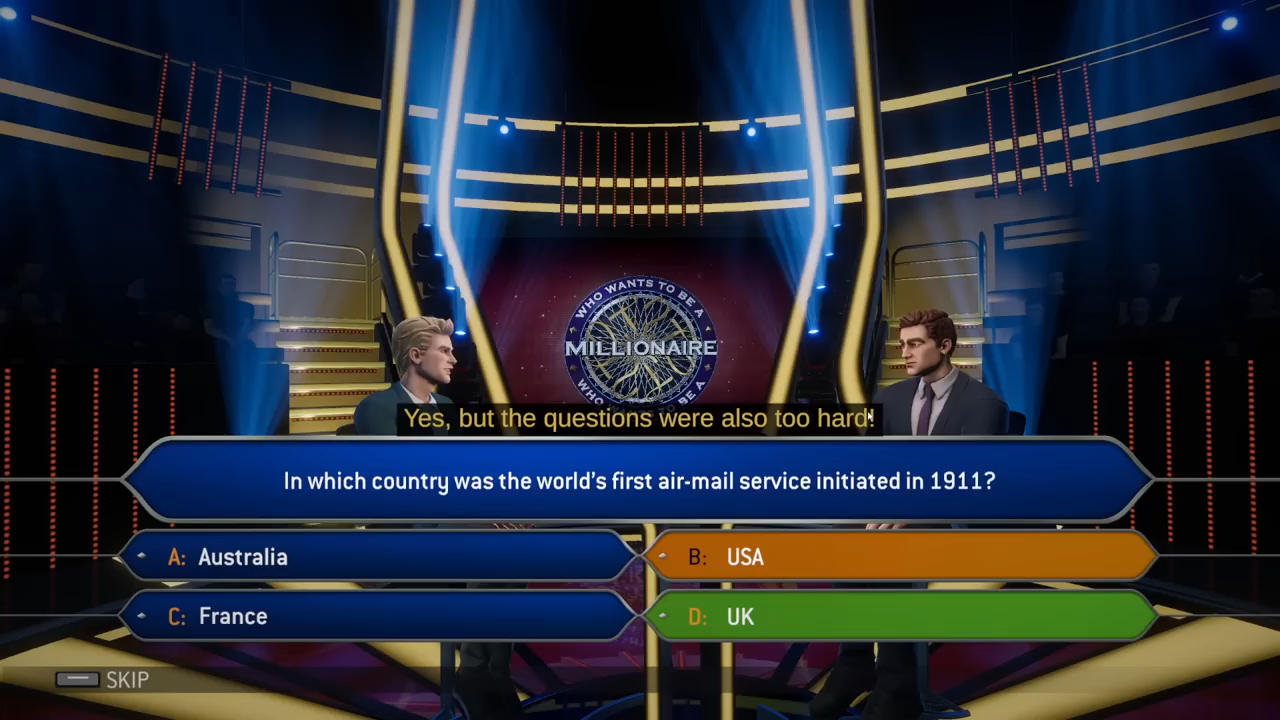 WHO WANTS TO BE A
MILLIONAIRE
WHO WANTS TO BE A
Yes, but the questions were also too hard!
In which country was the world's first air-mail service initiated in 1911?
A: Australia
B: USA
C: France
D: UK
SKIP